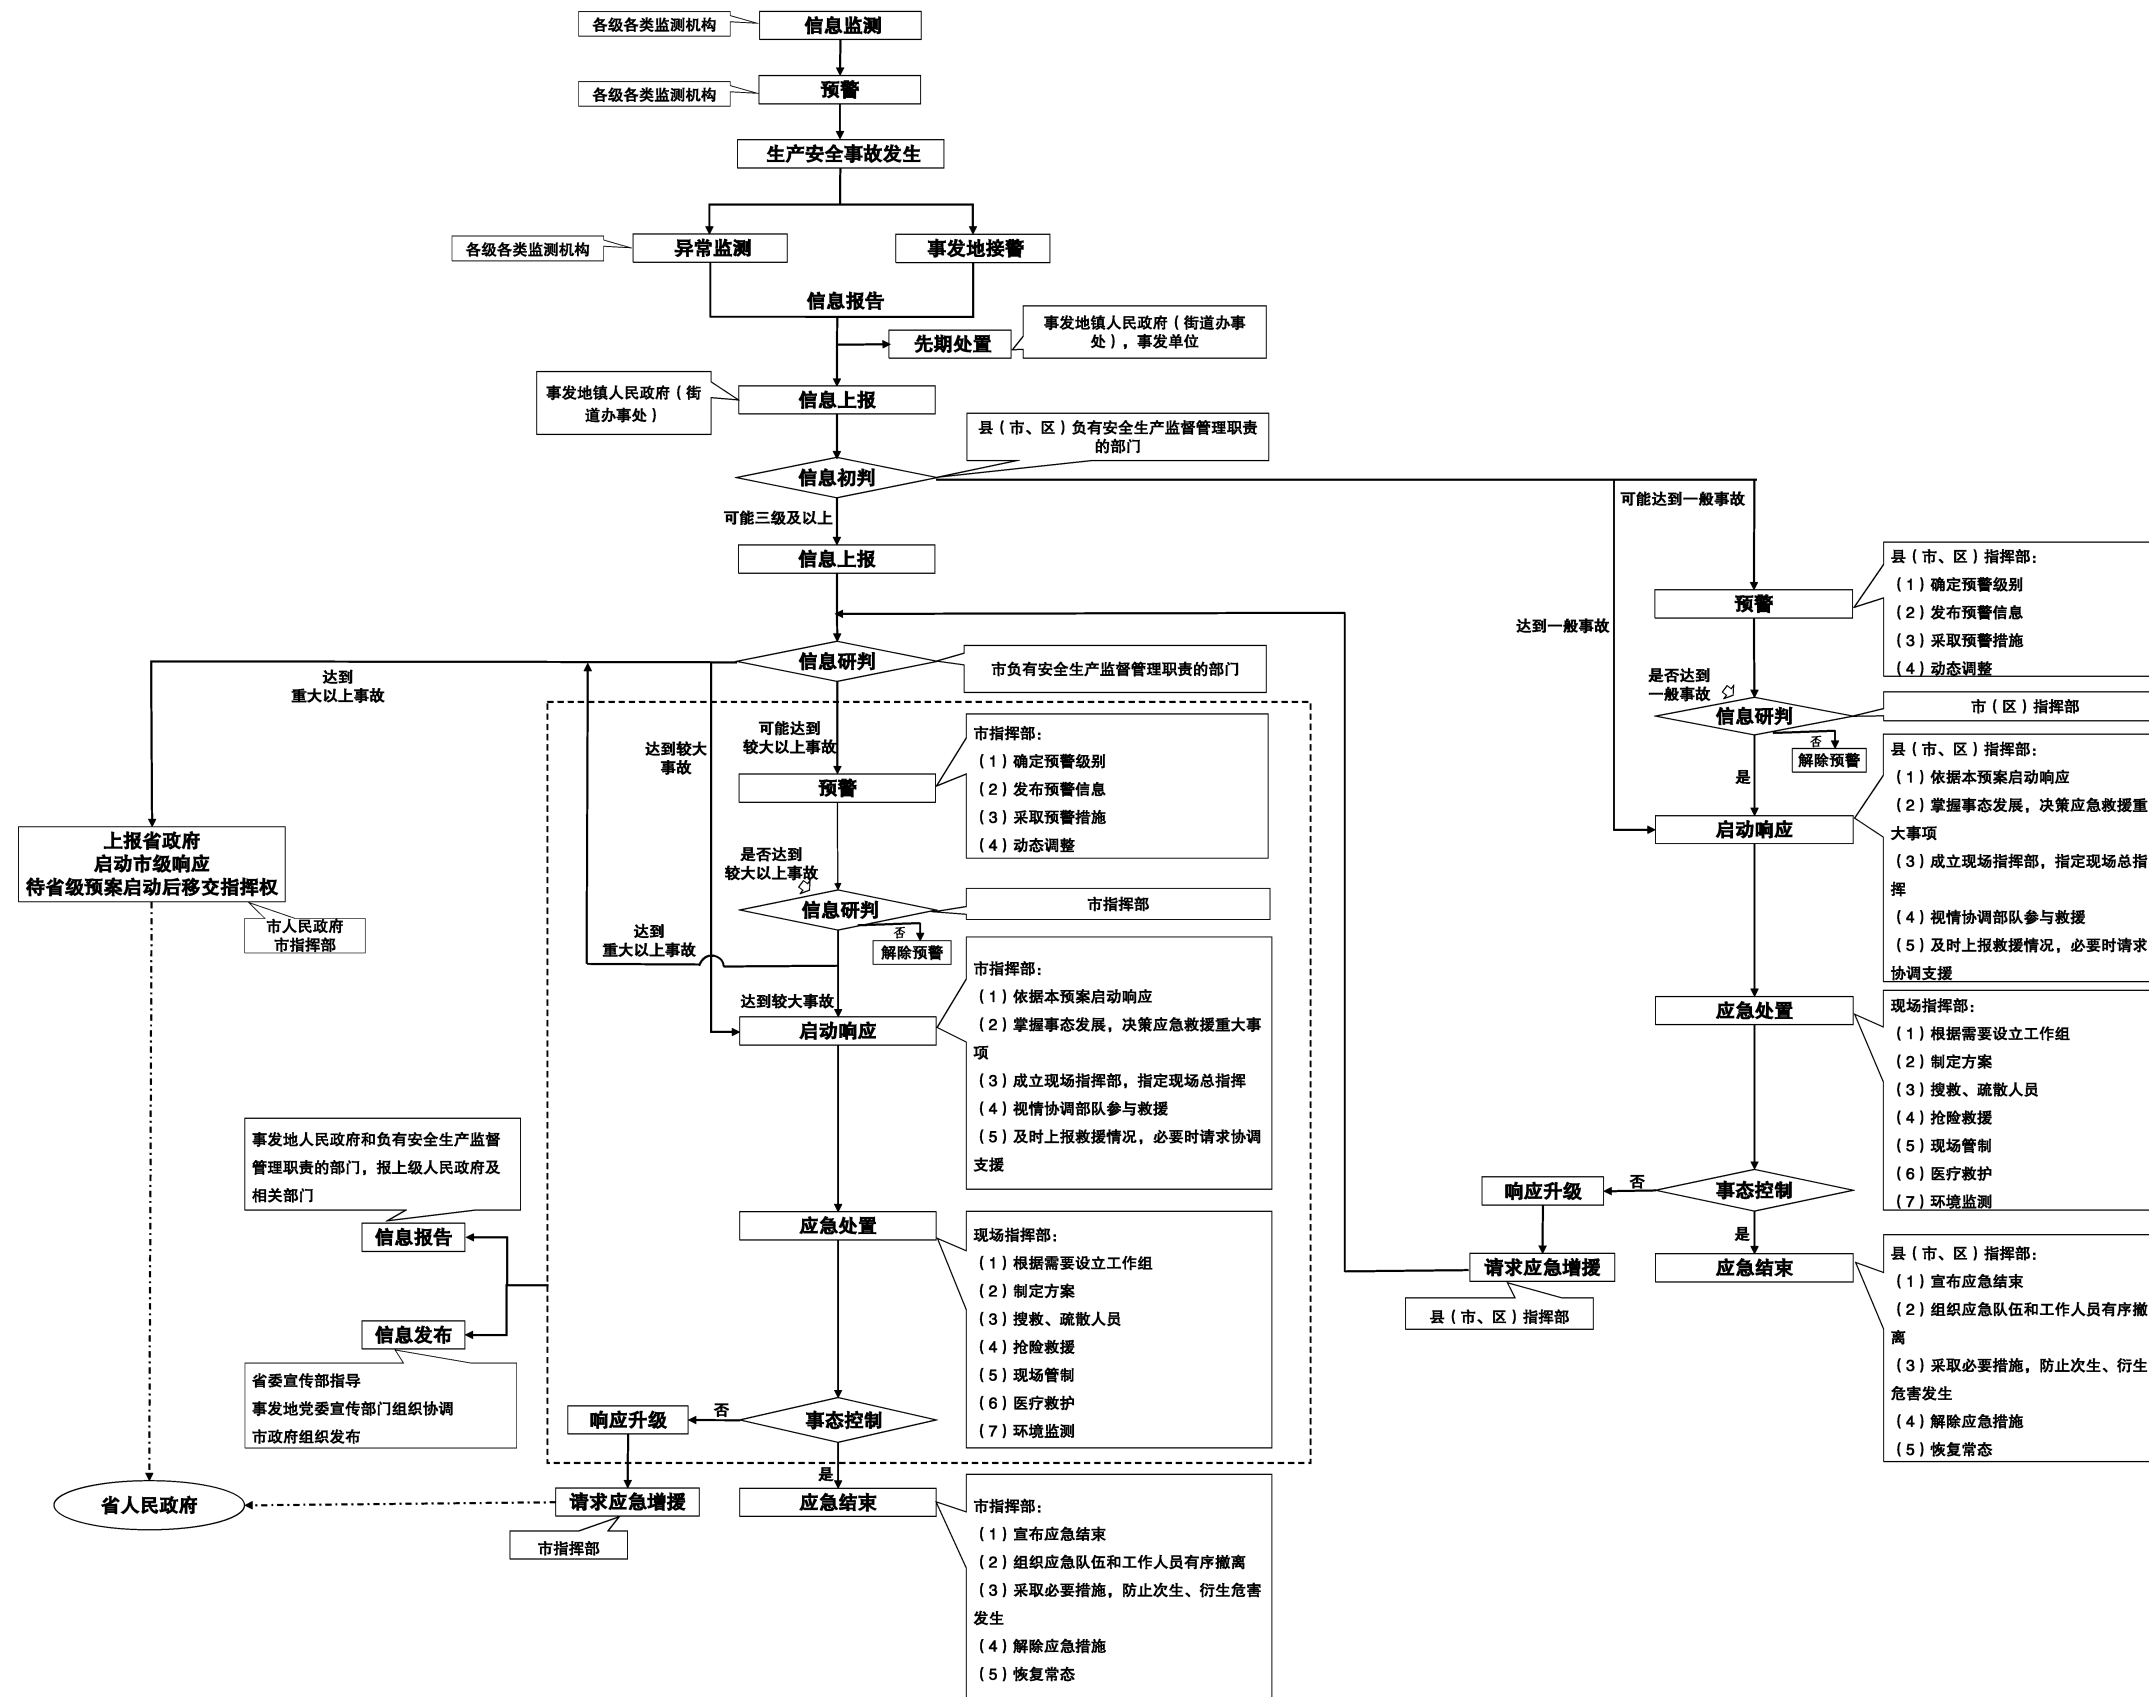 各级各类监测机构
信息监测
各级各类监测机构
预警
生产安全事故发生
各级各类监测机构
异常监测
事发地接警
信息报告
先期处置
事发地镇人民政府（街道办事
处），事发单位
事发地镇人民政府（街
道办事处）
信息上报
县（市、区）负有安全生产监督管理职责
的部门
信息初判
可能三级及以上
信息上报
可能达到一般事故
达到一般事故
预警
县（市、区）指挥部：
（1）确定预警级别
（2）发布预警信息
（3）采取预警措施
（4）动态调整
是否达到
一般事故
信息研判
市（区）指挥部
否
解除预警
是
启动响应
县（市、区）指挥部：
（1）依据本预案启动响应
（2）掌握事态发展，决策应急救援重
大事项
（3）成立现场指挥部，指定现场总指
挥
（4）视情协调部队参与救援
（5）及时上报救援情况，必要时请求
协调支援
应急处置
现场指挥部：
（1）根据需要设立工作组
（2）制定方案
（3）搜救、疏散人员
（4）抢险救援
（5）现场管制
（6）医疗救护
（7）环境监测
事态控制
否
响应升级
是
请求应急增援
县（市、区）指挥部
应急结束
县（市、区）指挥部：
（1）宣布应急结束
（2）组织应急队伍和工作人员有序撤
离
（3）采取必要措施，防止次生、衍生
危害发生
（4）解除应急措施
（5）恢复常态
信息研判
市负有安全生产监督管理职责的部门
达到
重大以上事故
达到较大
事故
可能达到
较大以上事故
预警
市指挥部：
（1）确定预警级别
（2）发布预警信息
（3）采取预警措施
（4）动态调整
上报省政府
启动市级响应
待省级预案启动后移交指挥权
市人民政府
市指挥部
是否达到
较大以上事故
信息研判
市指挥部
否
解除预警
达到
重大以上事故
达到较大事故
启动响应
市指挥部：
（1）依据本预案启动响应
（2）掌握事态发展，决策应急救援重大事
项
（3）成立现场指挥部，指定现场总指挥
（4）视情协调部队参与救援
（5）及时上报救援情况，必要时请求协调
支援
事发地人民政府和负有安全生产监督
管理职责的部门，报上级人民政府及
相关部门
信息报告
信息发布
省委宣传部指导
事发地党委宣传部门组织协调
市政府组织发布
应急处置
现场指挥部：
（1）根据需要设立工作组
（2）制定方案
（3）搜救、疏散人员
（4）抢险救援
（5）现场管制
（6）医疗救护
（7）环境监测
事态控制
否
响应升级
是
省人民政府
请求应急增援
市指挥部
应急结束
市指挥部：
（1）宣布应急结束
（2）组织应急队伍和工作人员有序撤离
（3）采取必要措施，防止次生、衍生危害
发生
（4）解除应急措施
（5）恢复常态